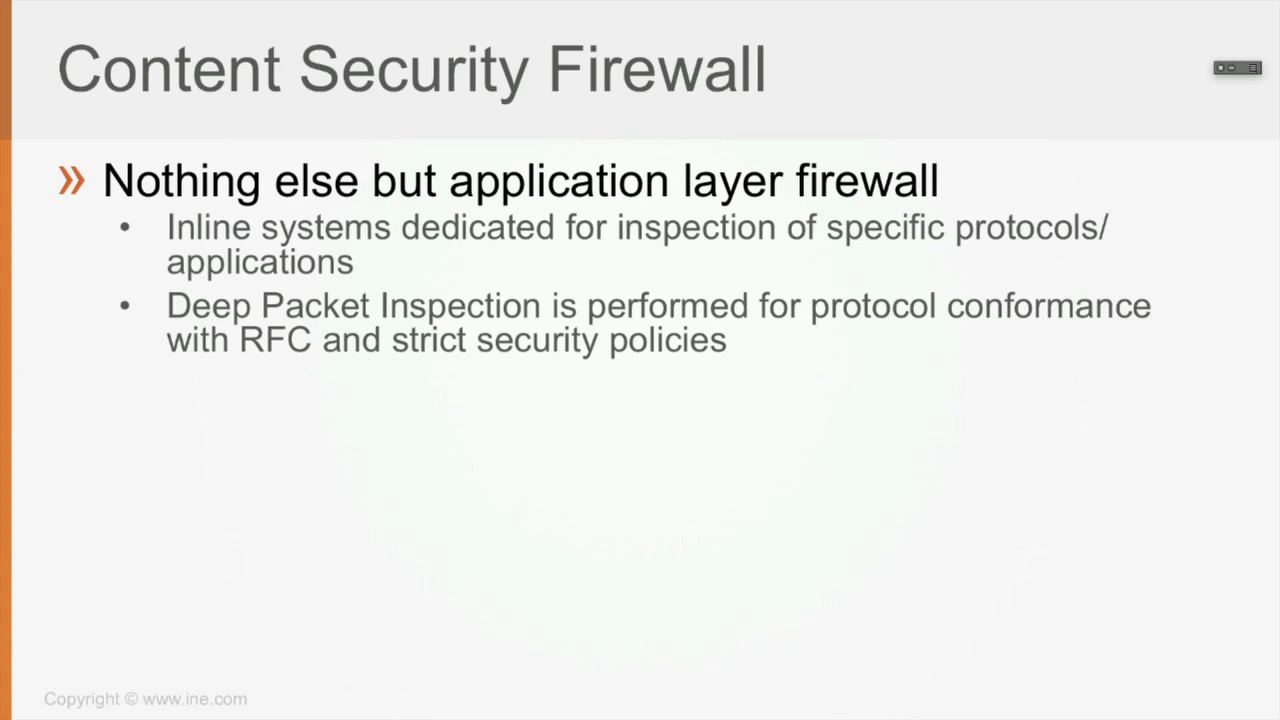 Content Security Firewall
» Nothing else but application layer firewall
• Inline systems dedicated for inspection of specific protocols/
applications
• Deep Packet Inspection is performed for protocol conformance
with RFC and strict security policies
Copyright © www.ine.com